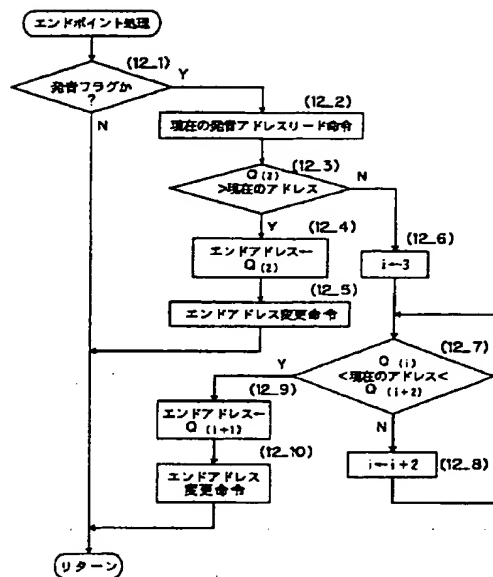 エンドポイント処理
(12_1)
発音フラグか
?
Y
N
(12_2)
現在の発音アドレスリード命令
(12_3)
Q (2)
>現在のアドレス
N
Y
(12_4)
エンドアドレス←
Q (2)
(12_5)
エンドアドレス変更命令
(12_6)
i←3
(12_7)
Q (i)
<現在のアドレス<
Q (i+2)
Y
N
(12_9)
エンドアドレス←
Q (i+1)
(12_10)
エンドアドレス
変更命令
(12_8)
i←i+2
リターン